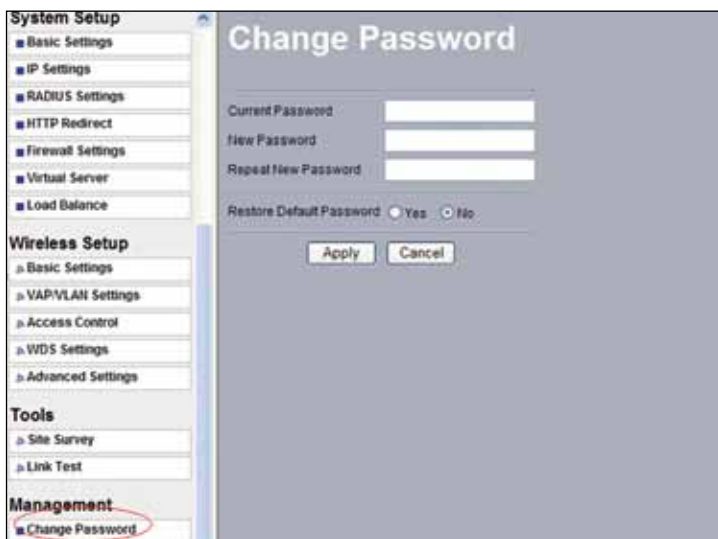 System Setup
Basic Settings
IP Settings
RADIUS Settings
HTTP Redirect
Firewall Settings
Virtual Server
Load Balance
Wireless Setup
Basic Settings
VAP/VLAN Settings
Access Control
WDS Settings
Advanced Settings
Tools
Site Survey
Link Test
Management
Change Password
Change Password
Current Password
New Password
Repeat New Password
Restore Default Password Yes No
Apply Cancel